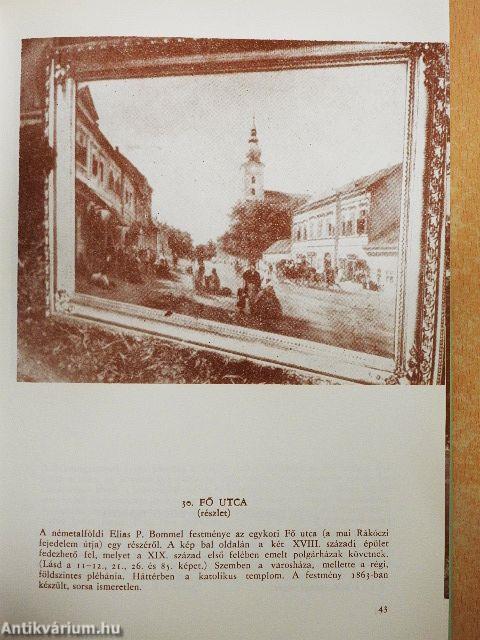 Antikvárium.hu
30. FŐ UTCA
(részlet)
A németalföldi Elias P. Bommel festménye az egykori Fő utca (a mai Rákóczi
fejedelem útja) egy részéről. A kép bal oldalán a két XVIII. századi épület
fedezhető fel, melyet a XIX. század első felében emelt polgárházak követnek.
(Lásd a 11–12., 21., 26. és 85. képet.) Szemben a városháza, mellette a régi,
földszintes plébánia. Háttérben a katolikus templom. A festmény 1863-ban
készült, sorsa ismeretlen.
43
Antikvárium.hu